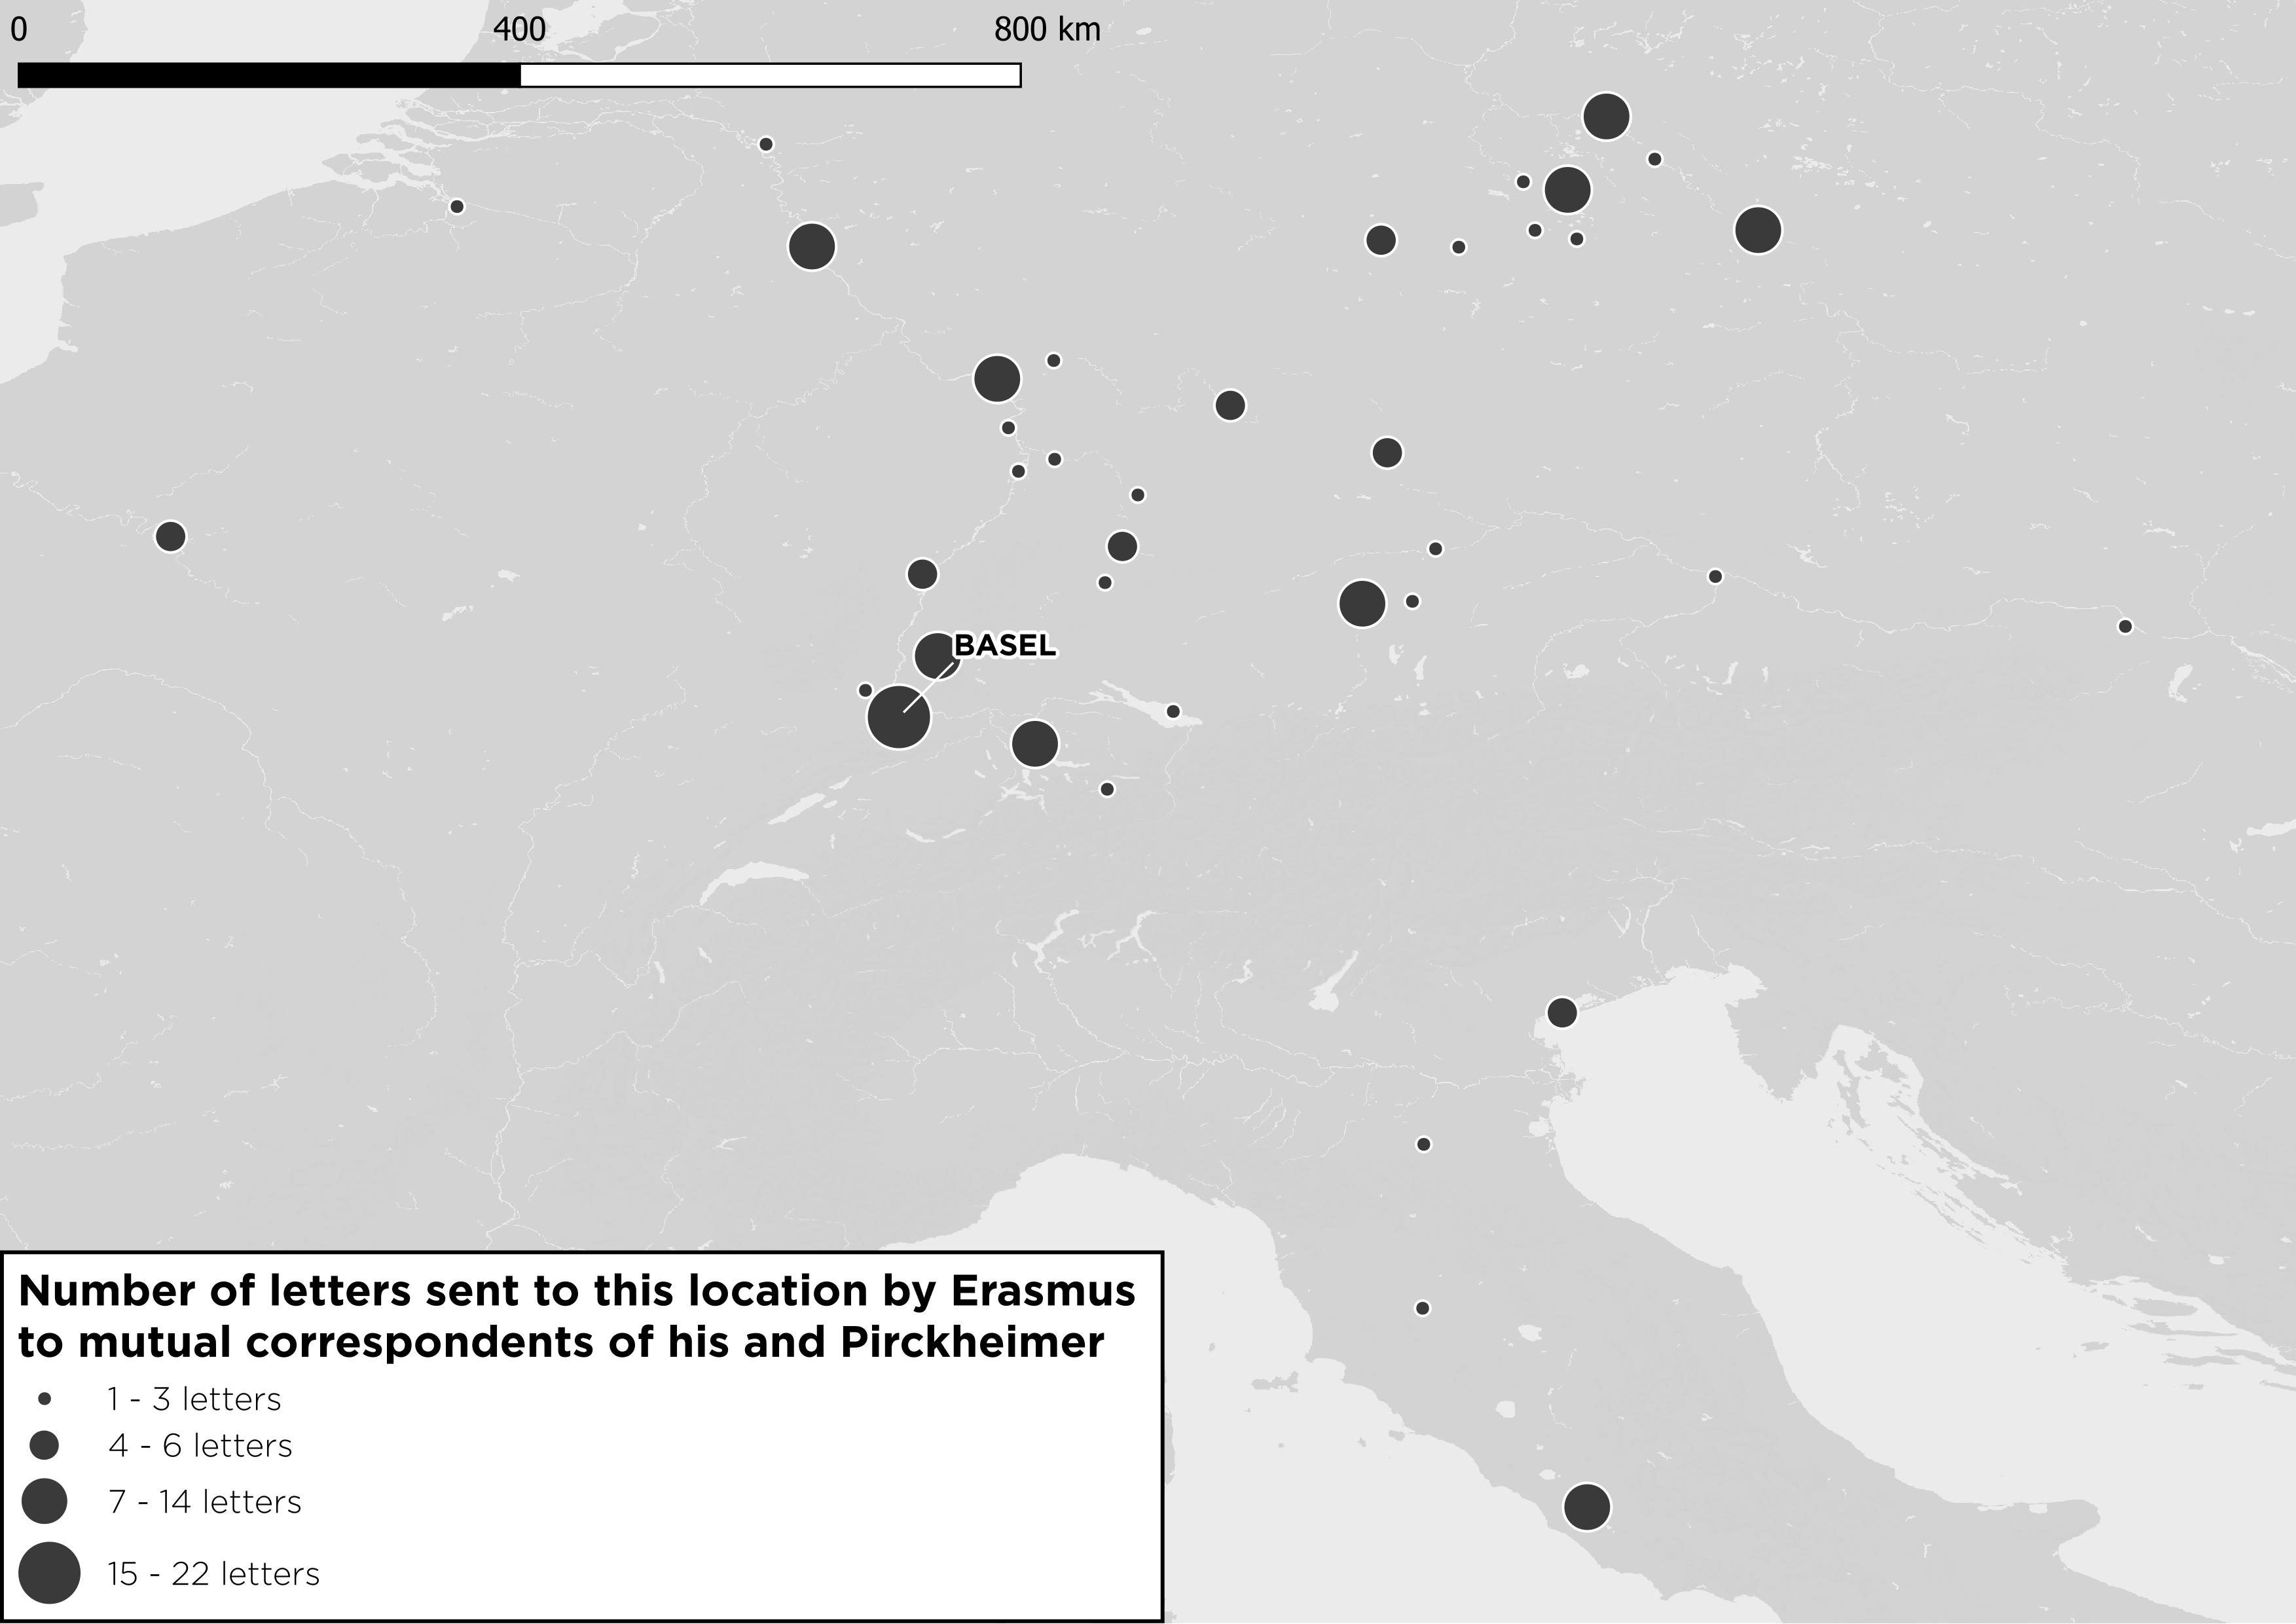 0 400 800 km
BASEL
Number of letters sent to this location by Erasmus
to mutual correspondents of his and Pirckheimer
1 - 3 letters
4 - 6 letters
7 - 14 letters
15 - 22 letters